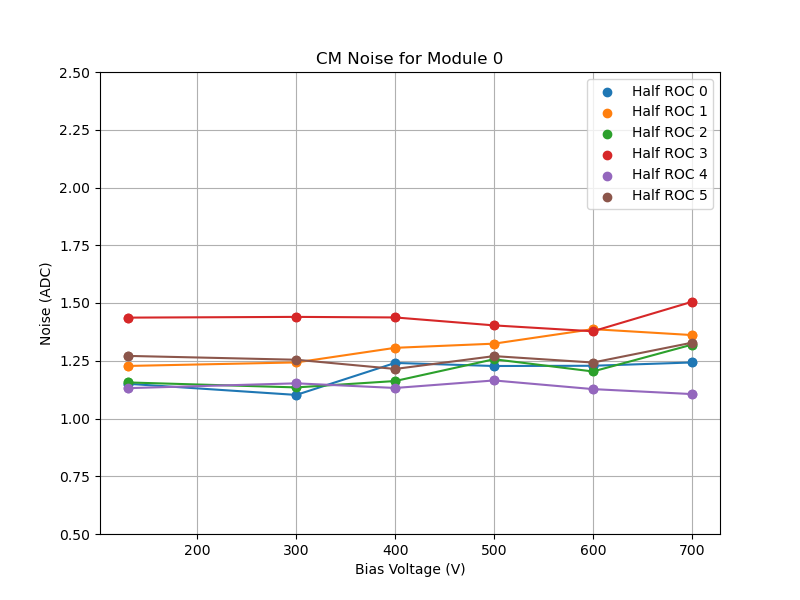 CM Noise for Module 0
2.50
2.25
2.00
1.75
1.50
1.25
1.00
0.75
0.50
Noise (ADC)
Half ROC 0
Half ROC 1
Half ROC 2
Half ROC 3
Half ROC 4
Half ROC 5
200 300 400 500 600 700
Bias Voltage (V)